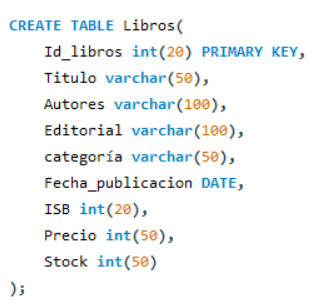 CREATE TABLE Libros(
Id_libros int(20) PRIMARY KEY,
Titulo varchar(50),
Autores varchar(100),
Editorial varchar(100),
categoría varchar(50),
Fecha_publicacion DATE,
ISB int(20),
Precio int(50),
Stock int(50)
);